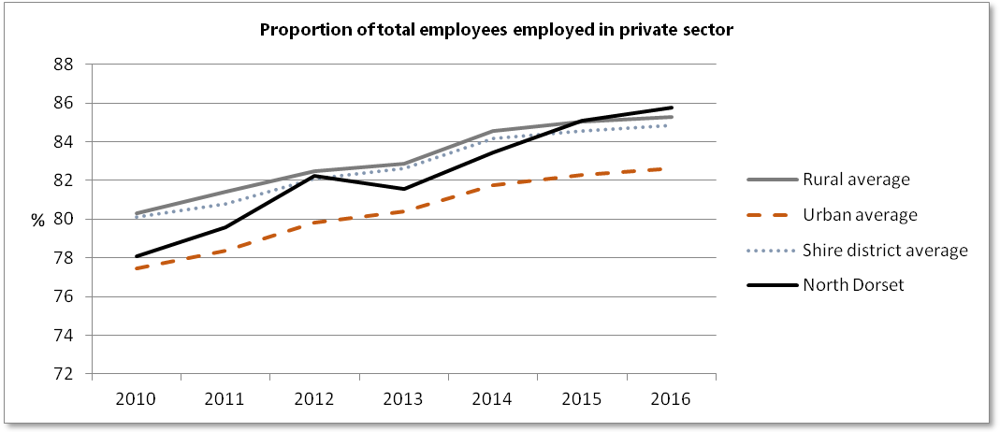 Proportion of total employees employed in private sector
88
86
84
82
80
78
76
74
72
%
2010 2011 2012 2013 2014 2015 2016
Rural average
Urban average
Shire district average
North Dorset